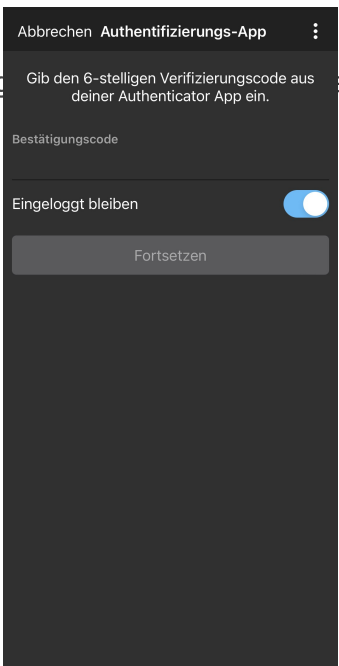 Abbrechen Authentifizierungs-App
Gib den 6-stelligen Verifizierungscode aus
deiner Authenticator App ein.
Bestätigungscode
Eingeloggt bleiben
Fortsetzen